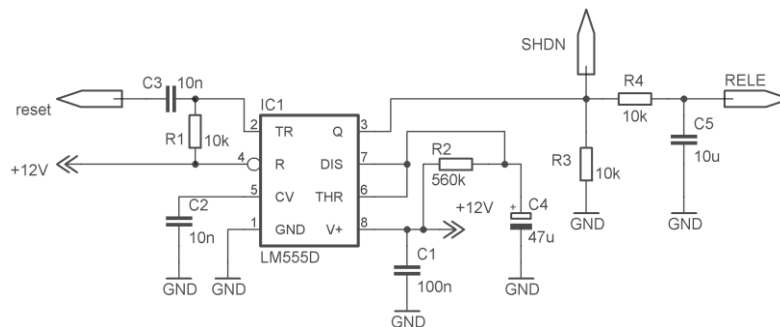 SHDN
C3 10n
reset
R4
RELE
IC1
10k
C5
10u
2 TR Q 3
R1 10k
+12V
4 R DIS 7
R2
560k
R3
10k
5 CV THR 6
C2
10n
+12V
C4
+
47u
1 GND V+ 8
LM555D
C1
100n
GND
GND
GND
GND
GND
GND